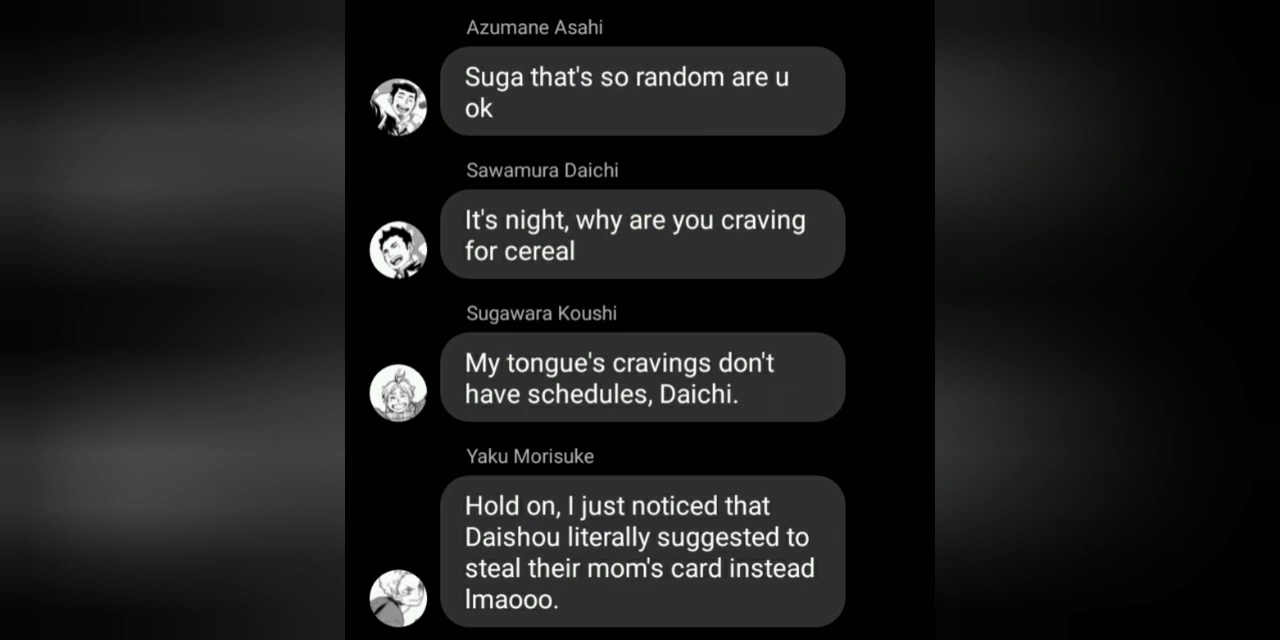 Azumane Asahi
Suga that's so random are u
ok
Sawamura Daichi
It's night, why are you craving
for cereal
Sugawara Koushi
My tongue's cravings don't
have schedules, Daichi.
Yaku Morisuke
Hold on, I just noticed that
Daishou literally suggested to
steal their mom's card instead
lmaooo.